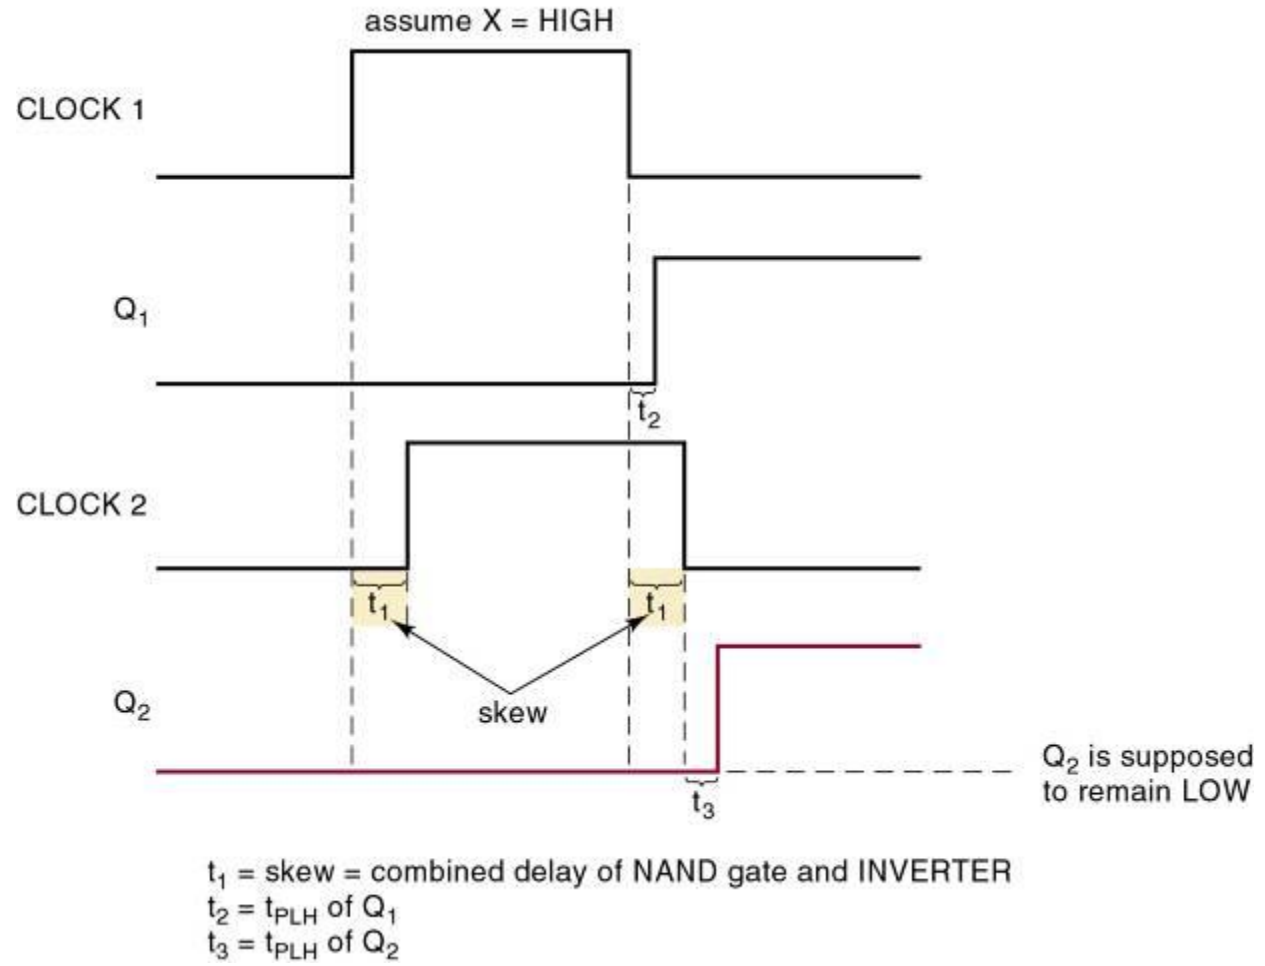 assume X = HIGH
CLOCK 1
Q₁
t₂
CLOCK 2
t₁ t₁
skew
Q₂
t₃
Q₂ is supposed
to remain LOW
t₁ = skew = combined delay of NAND gate and INVERTER
t₂ = tPLH of Q₁
t₃ = tPLH of Q₂